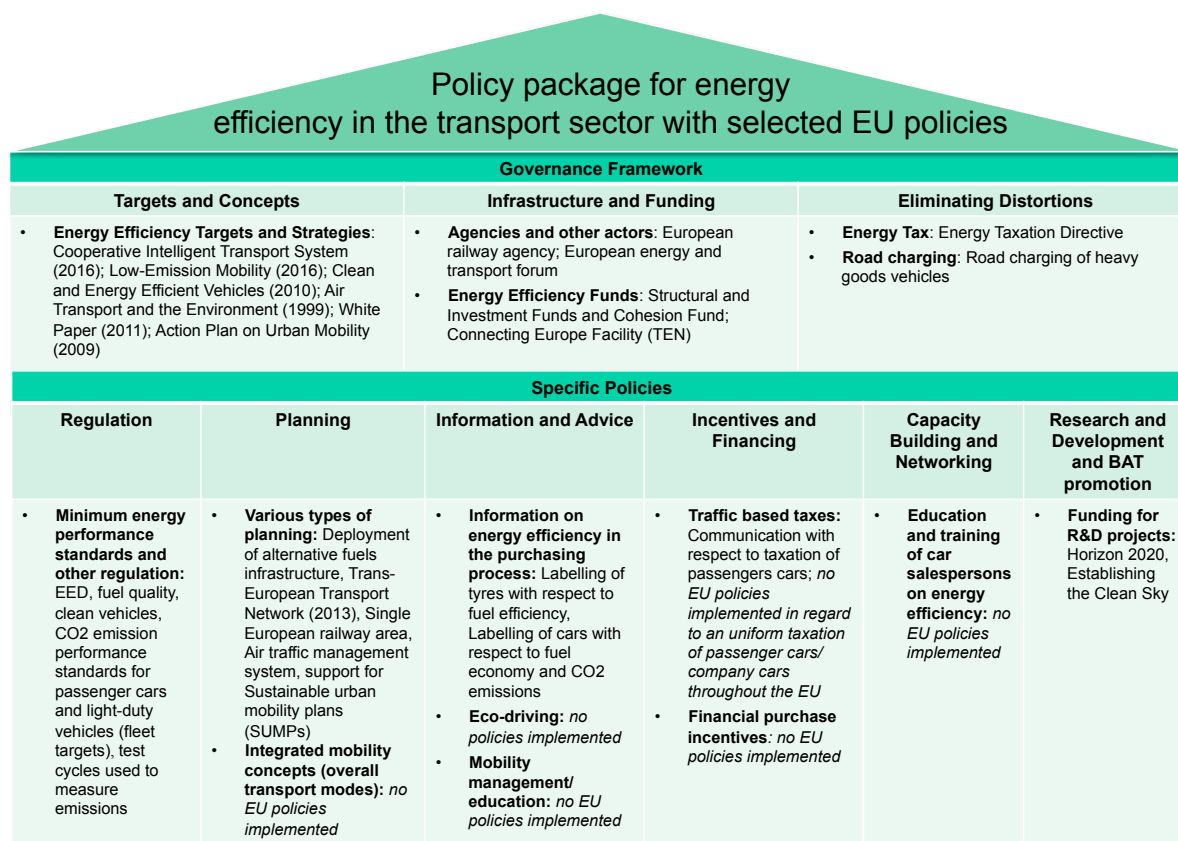 Policy package for energy
efficiency in the transport sector with selected EU policies
Governance Framework
Targets and Concepts
• Energy Efficiency Targets and Strategies:
Cooperative Intelligent Transport System
(2016); Low-Emission Mobility (2016); Clean
and Energy Efficient Vehicles (2010); Air
Transport and the Environment (1999); White
Paper (2011); Action Plan on Urban Mobility
(2009)
Infrastructure and Funding
• Agencies and other actors: European
railway agency; European energy and
transport forum
• Energy Efficiency Funds: Structural and
Investment Funds and Cohesion Fund;
Connecting Europe Facility (TEN)
Eliminating Distortions
• Energy Tax: Energy Taxation Directive
• Road charging: Road charging of heavy
goods vehicles
Specific Policies
Regulation
• Minimum energy
performance
standards and
other regulation:
EED, fuel quality,
clean vehicles,
CO2 emission
performance
standards for
passenger cars
and light-duty
vehicles (fleet
targets), test
cycles used to
measure
emissions
Planning
• Various types of
planning: Deployment
of alternative fuels
infrastructure, Trans-
European Transport
Network (2013), Single
European railway area,
Air traffic management
system, support for
Sustainable urban
mobility plans
(SUMPs)
• Integrated mobility
concepts (overall
transport modes): no
EU policies
implemented
Information and Advice
• Information on
energy efficiency in
the purchasing
process: Labelling of
tyres with respect to
fuel efficiency,
Labelling of cars with
respect to fuel
economy and CO2
emissions
• Eco-driving: no
policies implemented
• Mobility
management/
education: no EU
policies implemented
Incentives and
Financing
• Traffic based taxes:
Communication with
respect to taxation of
passengers cars; no
EU policies
implemented in regard
to an uniform taxation
of passenger cars/
company cars
throughout the EU
• Financial purchase
incentives: no EU
policies implemented
Capacity
Building and
Networking
• Education
and training
of car
salespersons
on energy
efficiency: no
EU policies
implemented
Research and
Development
and BAT
promotion
• Funding for
R&D projects:
Horizon 2020,
Establishing
the Clean Sky